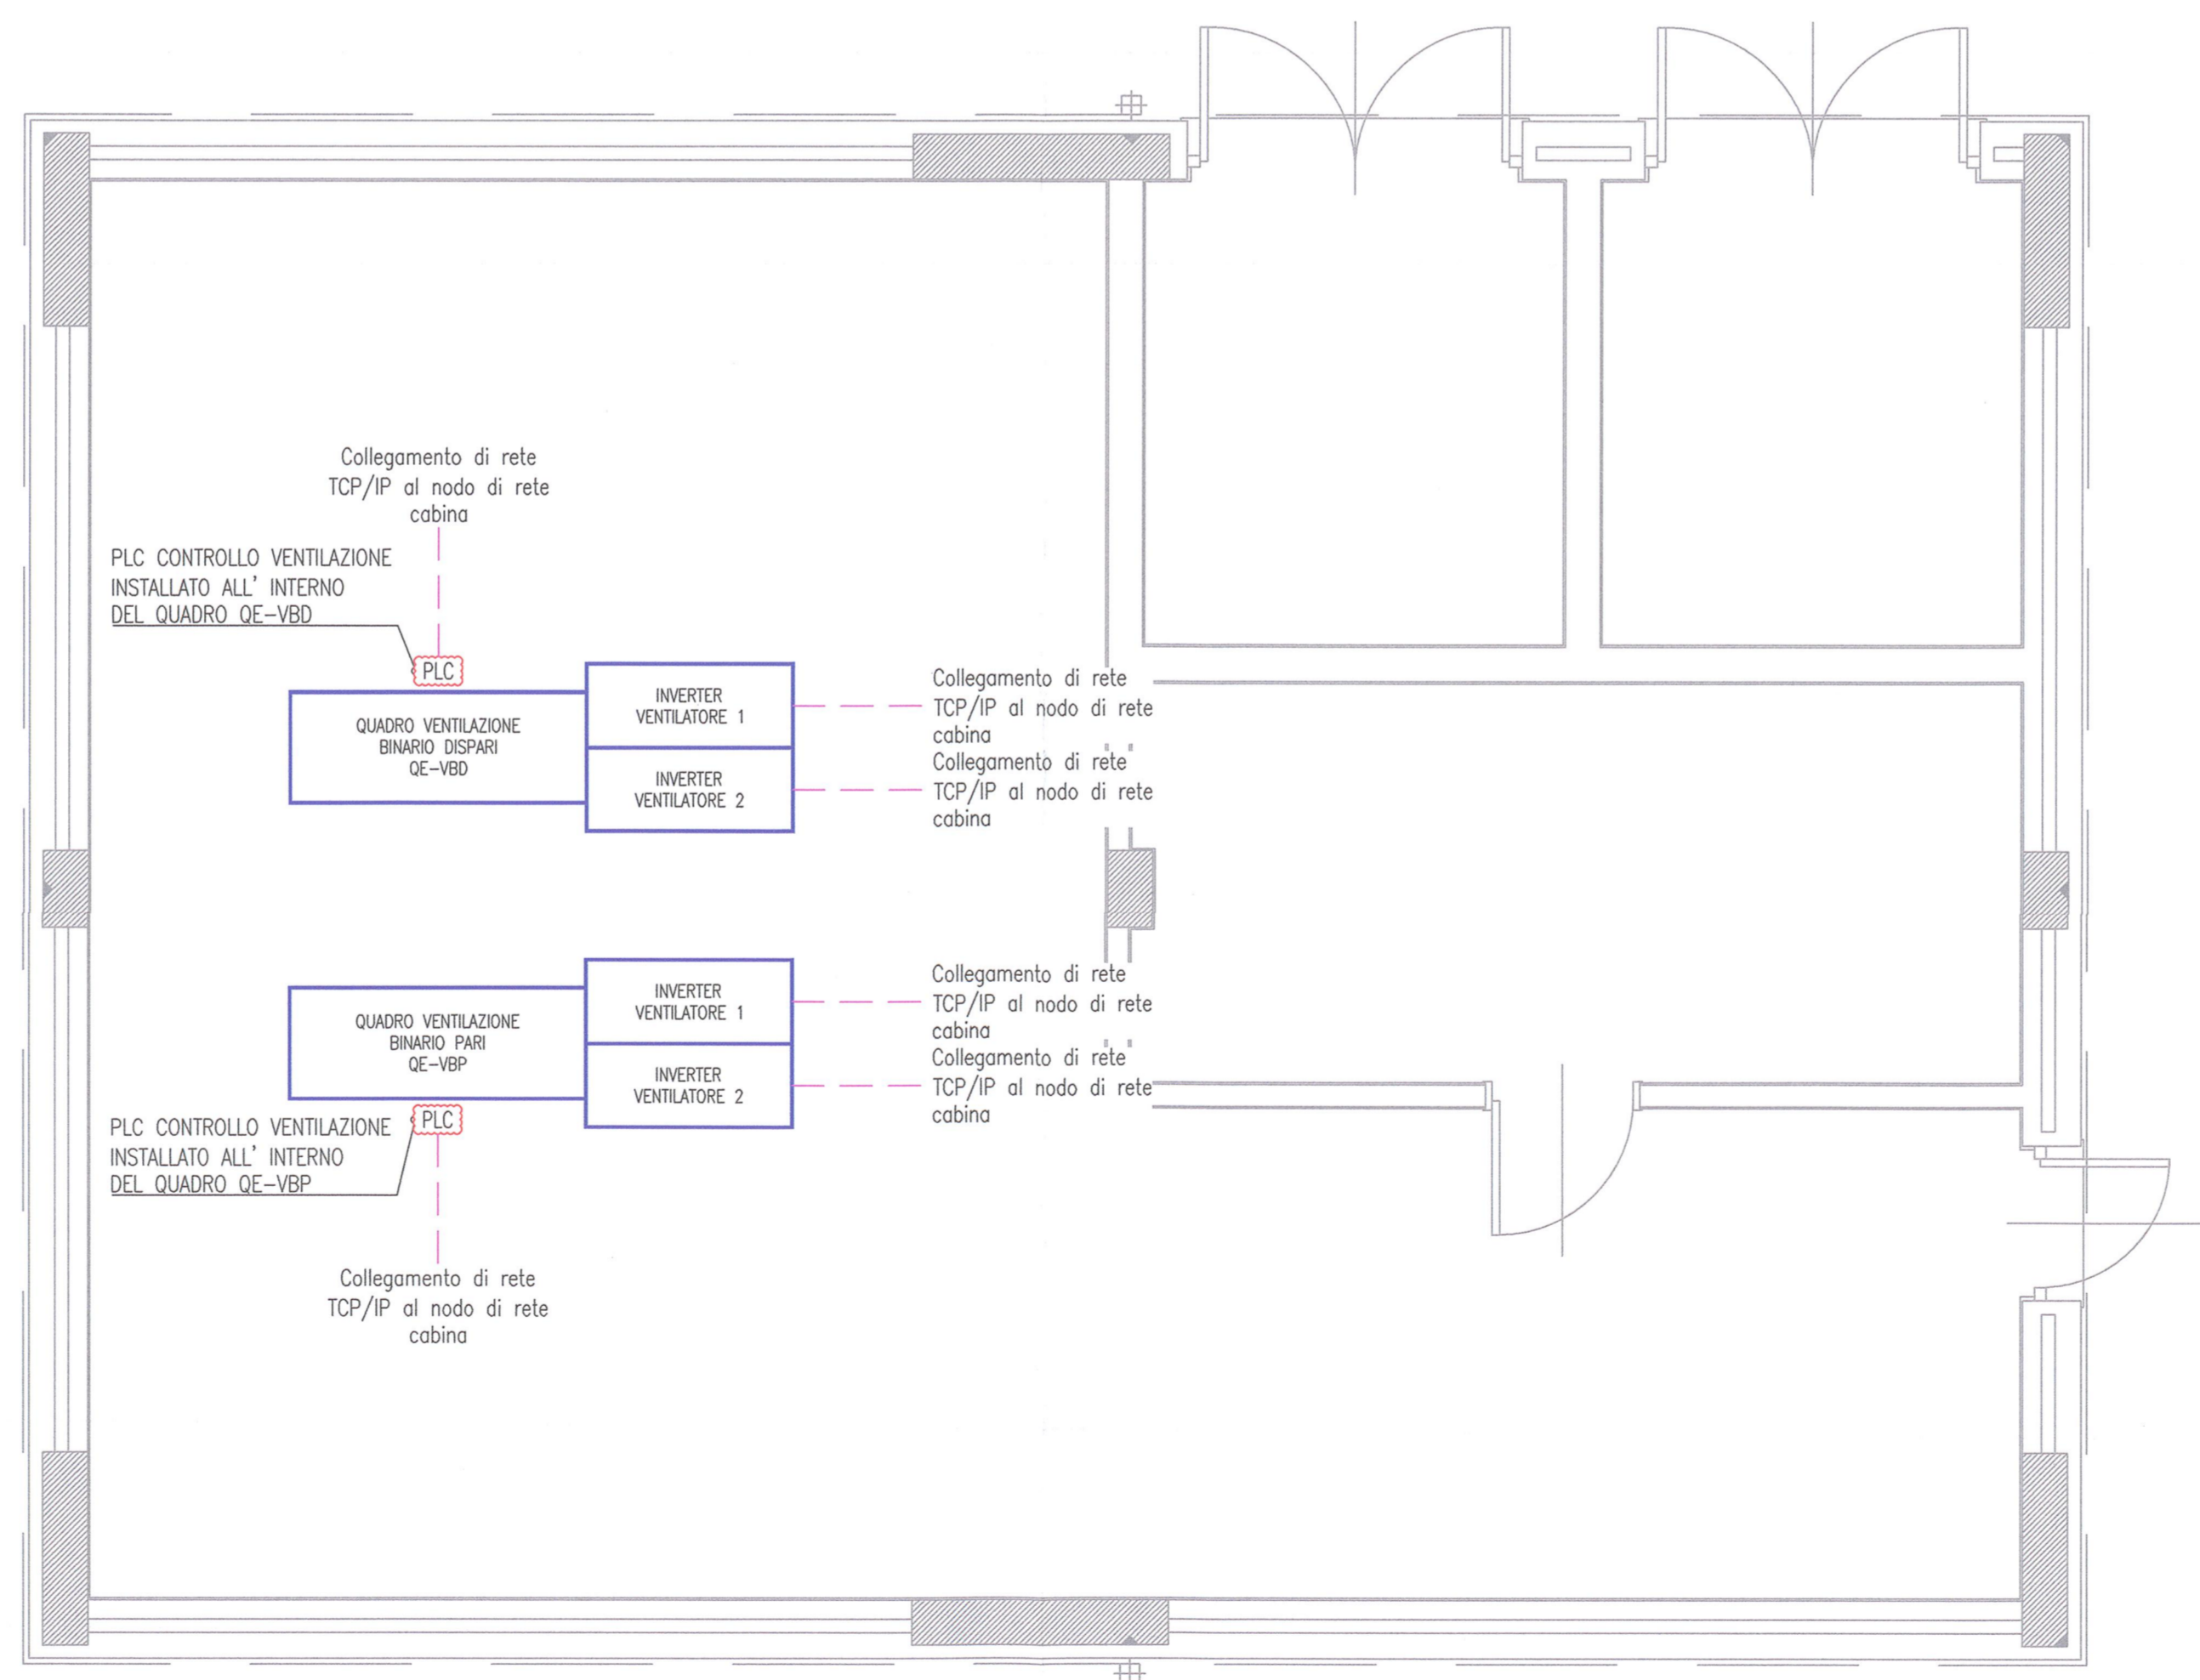 Collegamento di rete
TCP/IP al nodo di rete
cabina
PLC CONTROLLO VENTILAZIONE
INSTALLATO ALL' INTERNO
DEL QUADRO QE-VBD
PLC
QUADRO VENTILAZIONE
BINARIO DISPARI
QE-VBD
INVERTER
VENTILATORE 1
INVERTER
VENTILATORE 2
Collegamento di rete
TCP/IP al nodo di rete
cabina
Collegamento di rete
TCP/IP al nodo di rete
cabina
QUADRO VENTILAZIONE
BINARIO PARI
QE-VBP
INVERTER
VENTILATORE 1
INVERTER
VENTILATORE 2
Collegamento di rete
TCP/IP al nodo di rete
cabina
Collegamento di rete
TCP/IP al nodo di rete
cabina
PLC
PLC CONTROLLO VENTILAZIONE
INSTALLATO ALL' INTERNO
DEL QUADRO QE-VBP
Collegamento di rete
TCP/IP al nodo di rete
cabina